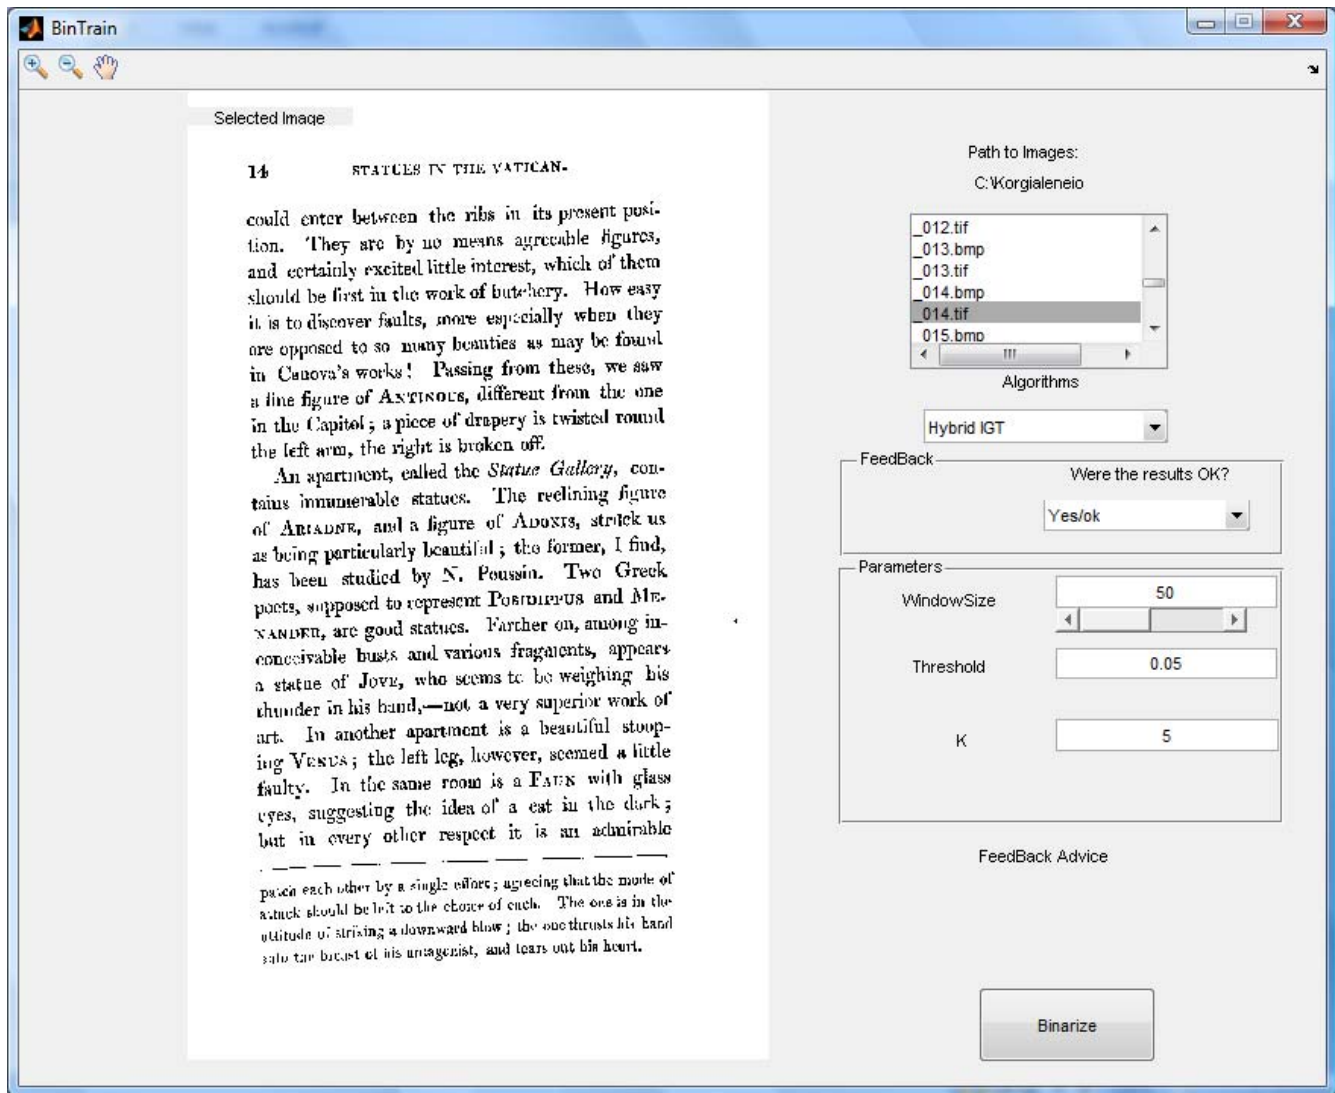 BinTrain
Selected Image
14 STATUES IN THE VATICAN.
could enter between the ribs in its present posi-
tion. They are by no means agreeable figures,
and certainly excited little interest, which of them
should be first in the work of butchery. How easy
it is to discover faults, more especially when they
are opposed to so many beauties as may be found
in Canova's works! Passing from these, we saw
a fine figure of ANTINOUS, different from the one
in the Capitol; a piece of drapery is twisted round
the left arm, the right is broken off.
An apartment, called the Statue Gallery, con-
tains innumerable statues. The reclining figure
of ARIADNE, and a figure of ADONIS, struck us
as being particularly beautiful; the former, I find,
has been studied by N. Poussin. Two Greek
poets, supposed to represent POSIDIPPUS and ME-
NANDER, are good statues. Farther on, among in-
conceivable busts and various fragments, appears
a statue of JOVE, who seems to be weighing his
thunder in his hand,—not a very superior work of
art. In another apartment is a beautiful stoop-
ing VENUS; the left leg, however, seemed a little
faulty. In the same room is a FAUN with glass
eyes, suggesting the idea of a cat in the dark;
but in every other respect it is an admirable
patch each other by a single effort; agreeing that the mode of
attack should be left to the choice of each. The one is in the
attitude of striking a downward blow; the one thrusts his hand
into the breast of his antagonist, and tears out his heart.
Path to Images:
C:\Korgialeneio
_012.tif
_013.bmp
_013.tif
_014.bmp
_014.tif
_015.bmp
Algorithms
Hybrid IGT
FeedBack
Were the results OK?
Yes/ok
Parameters
WindowSize 50
Threshold 0.05
K 5
FeedBack Advice
Binarize